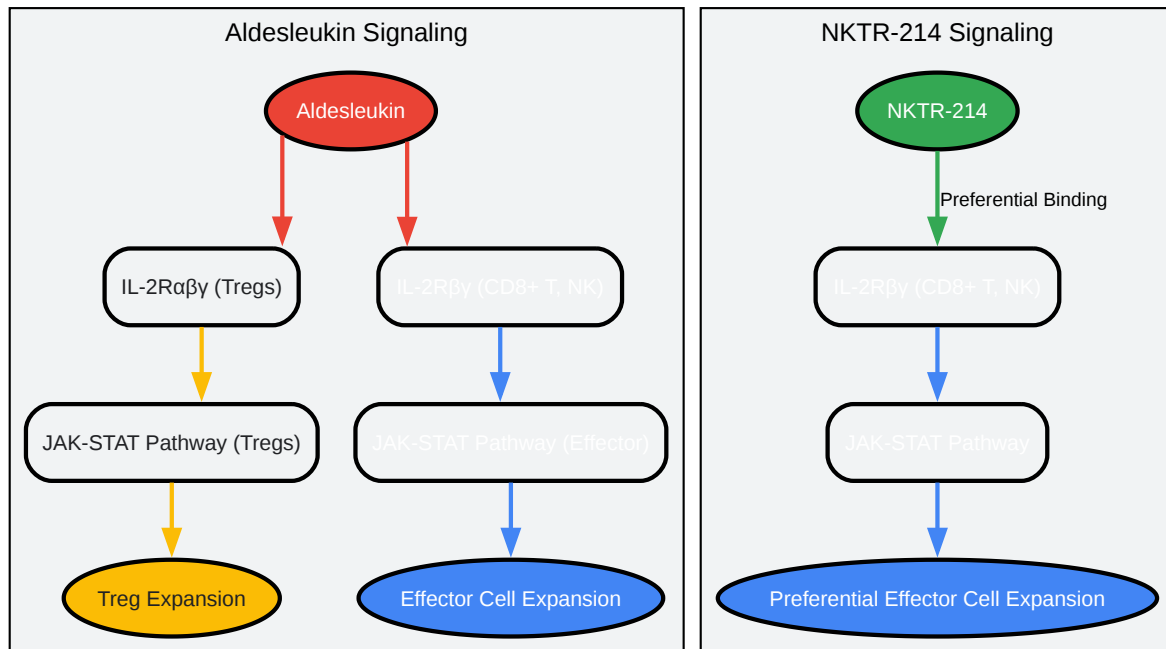 Aldesleukin Signaling
Aldesleukin
IL-2Rαβγ (Tregs)
IL-2Rβγ (CD8+ T, NK)
JAK-STAT Pathway (Tregs)
JAK-STAT Pathway (Effector)
Treg Expansion
Effector Cell Expansion
NKTR-214 Signaling
NKTR-214
Preferential Binding
IL-2Rβγ (CD8+ T, NK)
JAK-STAT Pathway
Preferential Effector Cell Expansion